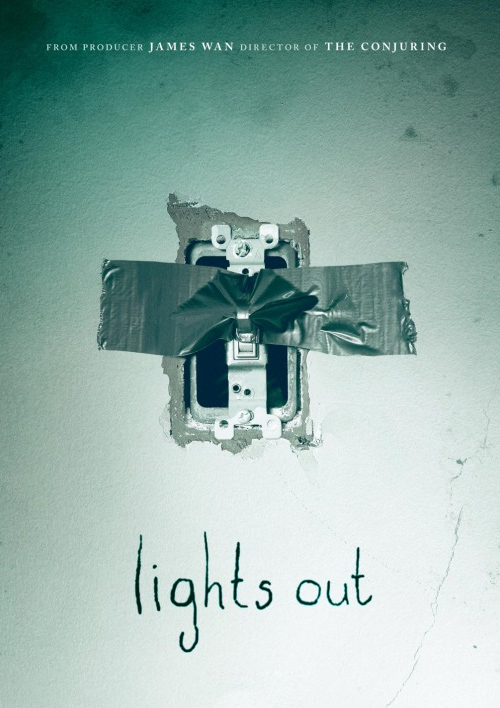 FROM PRODUCER JAMES WAN DIRECTOR OF THE CONJURING
lights out